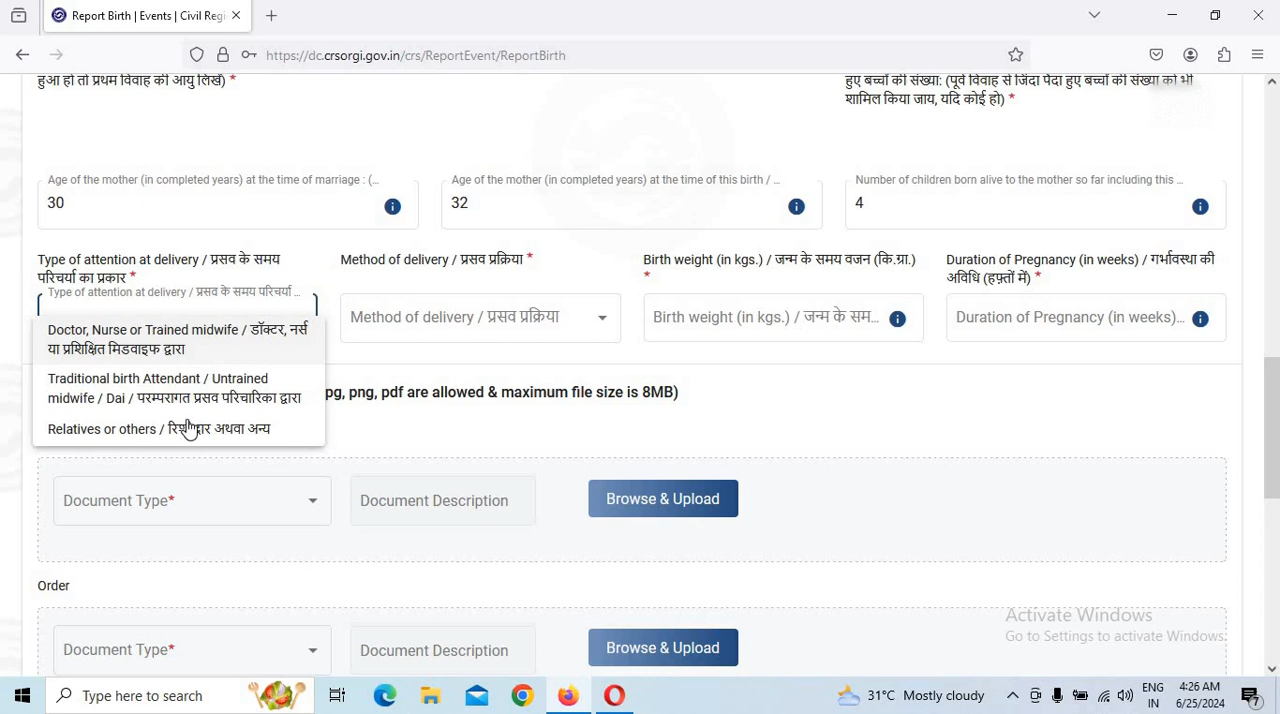 Report Birth | Events | Civil Regi
https://dc.crsorgi.gov.in/crs/ReportEvent/ReportBirth
हुआ हो तो प्रथम विवाह की आयु लिखें) *
हुए बच्चों की संख्या: (पूर्व विवाह से जिंदा पैदा हुए बच्चों की संख्या को भी
शामिल किया जाय, यदि कोई हो) *
Age of the mother (in completed years) at the time of marriage : (...
Age of the mother (in completed years) at the time of this birth / ...
Number of children born alive to the mother so far including this ...
30
32
4
Type of attention at delivery / प्रसव के समय
परिचर्या का प्रकार *
Method of delivery / प्रसव प्रक्रिया *
Birth weight (in kgs.) / जन्म के समय वजन (कि.ग्रा.)
*
Duration of Pregnancy (in weeks) / गर्भावस्था की
अविधि (हफ़्तों में) *
Type of attention at delivery / प्रसव के समय परिचर्या ...
Method of delivery / प्रसव प्रक्रिया
Birth weight (in kgs.) / जन्म के सम...
Duration of Pregnancy (in weeks)...
Doctor, Nurse or Trained midwife / डॉक्टर, नर्स
या प्रशिक्षित मिडवाइफ द्वारा
Traditional birth Attendant / Untrained
midwife / Dai / परम्परागत प्रसव परिचारिका द्वारा
Relatives or others / रिश्तेदार अथवा अन्य
pg, png, pdf are allowed & maximum file size is 8MB)
Document Type*
Document Description
Browse & Upload
Order
Document Type*
Document Description
Browse & Upload
Activate Windows
Go to Settings to activate Windows.
Type here to search
31°C Mostly cloudy
ENG
IN
4:26 AM
6/25/2024
7